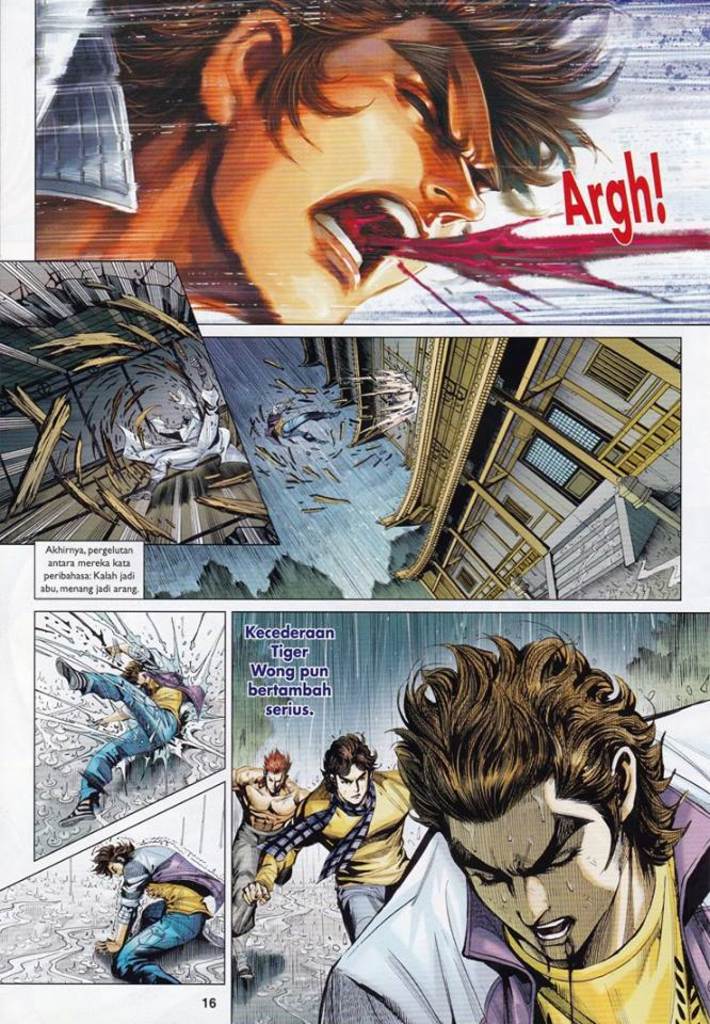 Argh!
Akhirnya, pergelutan
antara mereka kata
peribahasa: Kalah jadi
abu, menang jadi arang.
Kecederaan
Tiger
Wong pun
bertambah
serius.
16